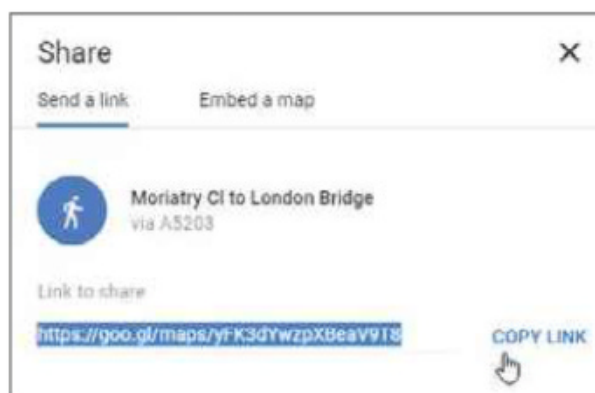 Share
Send a link Embed a map
Moriatry Cl to London Bridge
via A5203
Link to share
https://goo.gl/maps/yFK3dYwzpXBeaV9T8
COPY LINK